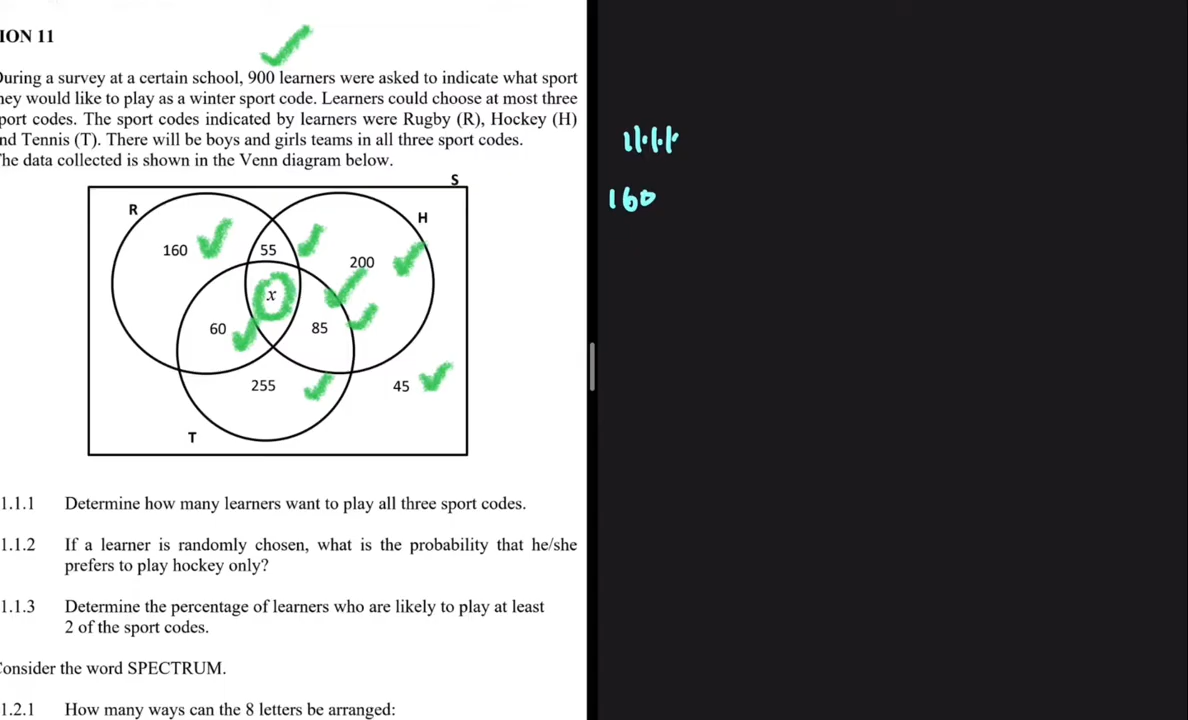 ION 11
During a survey at a certain school, 900 learners were asked to indicate what sport
hey would like to play as a winter sport code. Learners could choose at most three
port codes. The sport codes indicated by learners were Rugby (R), Hockey (H)
nd Tennis (T). There will be boys and girls teams in all three sport codes.
The data collected is shown in the Venn diagram below.
S
R
H
160
55
200
x
60
85
255
45
T
1.1.1 Determine how many learners want to play all three sport codes.
1.1.2 If a learner is randomly chosen, what is the probability that he/she
prefers to play hockey only?
1.1.3 Determine the percentage of learners who are likely to play at least
2 of the sport codes.
Consider the word SPECTRUM.
1.2.1 How many ways can the 8 letters be arranged:
11.1.1
160